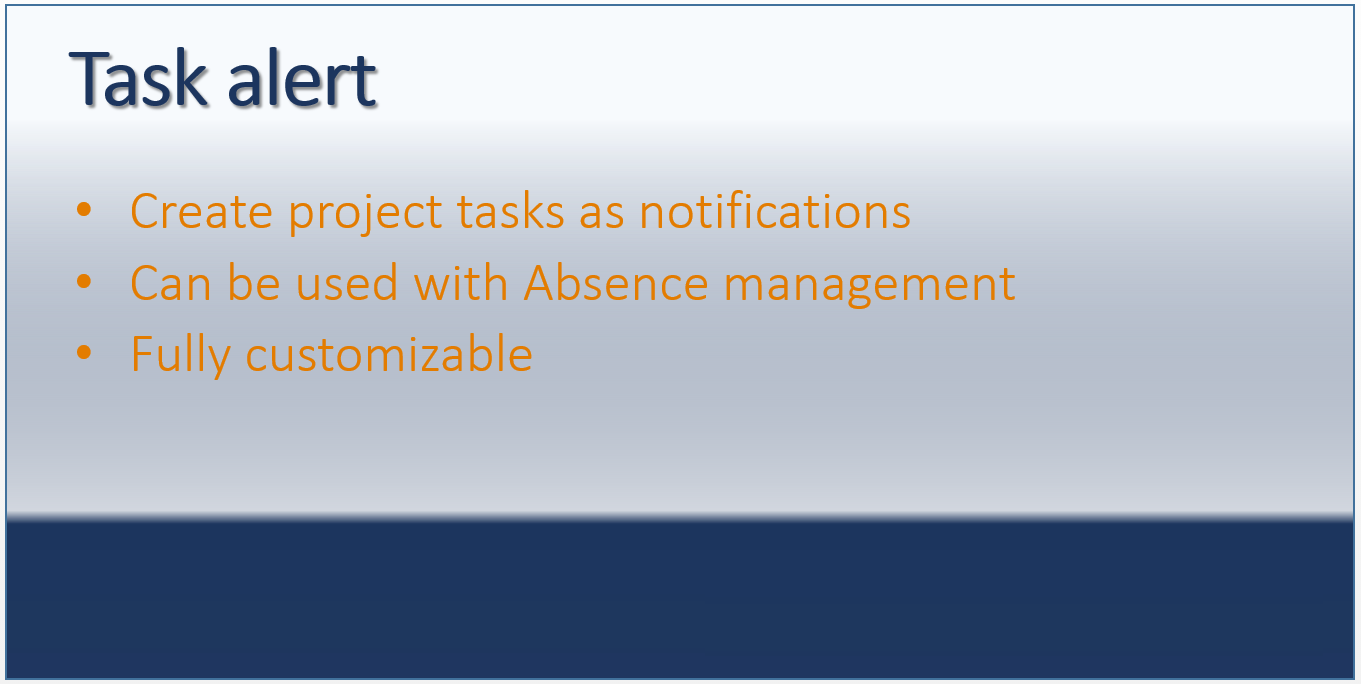 Task alert
• Create project tasks as notifications
• Can be used with Absence management
• Fully customizable